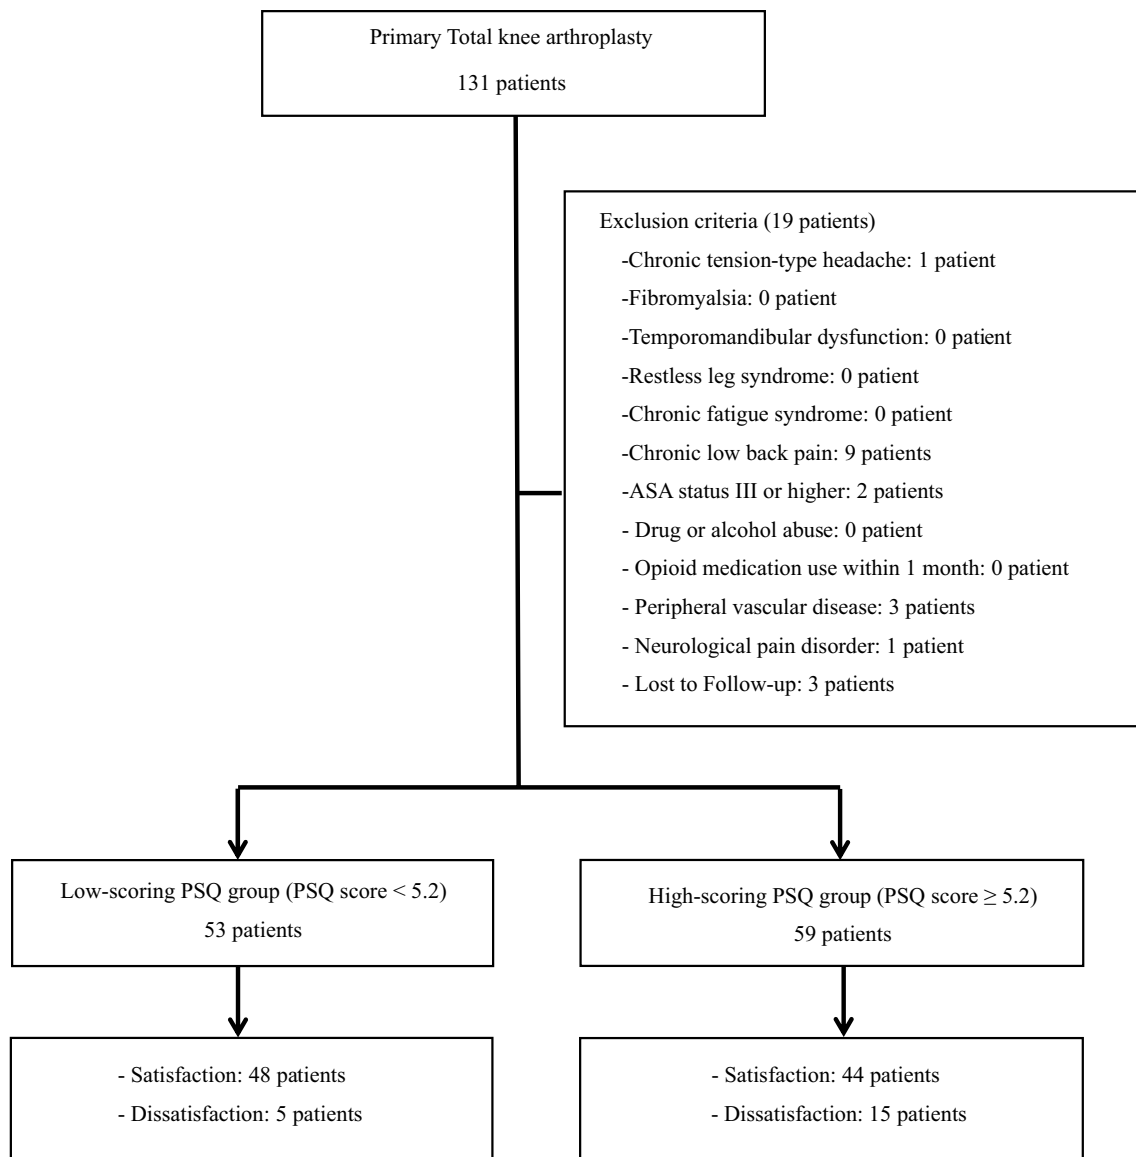 Primary Total knee arthroplasty
131 patients
Exclusion criteria (19 patients)
-Chronic tension-type headache: 1 patient
-Fibromyalsia: 0 patient
-Temporomandibular dysfunction: 0 patient
-Restless leg syndrome: 0 patient
-Chronic fatigue syndrome: 0 patient
-Chronic low back pain: 9 patients
-ASA status III or higher: 2 patients
- Drug or alcohol abuse: 0 patient
- Opioid medication use within 1 month: 0 patient
- Peripheral vascular disease: 3 patients
- Neurological pain disorder: 1 patient
- Lost to Follow-up: 3 patients
Low-scoring PSQ group (PSQ score < 5.2)
53 patients
High-scoring PSQ group (PSQ score ≥ 5.2)
59 patients
- Satisfaction: 48 patients
- Dissatisfaction: 5 patients
- Satisfaction: 44 patients
- Dissatisfaction: 15 patients